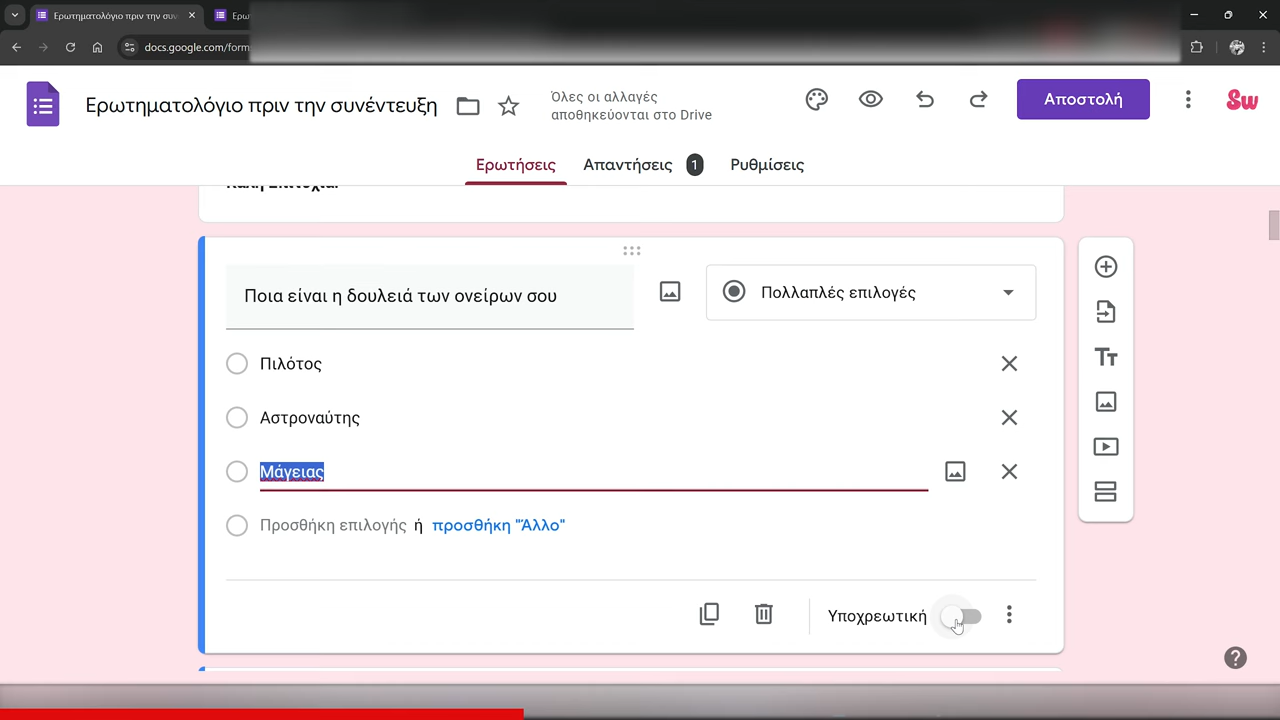 Ερωτηματολόγιο πριν την συν
Ερω
docs.google.com/form
Ερωτηματολόγιο πριν την συνέντευξη
Όλες οι αλλαγές
αποθηκεύονται στο Drive
Αποστολή
Sw
Ερωτήσεις
Απαντήσεις 1
Ρυθμίσεις
Ποια είναι η δουλειά των ονείρων σου
Πολλαπλές επιλογές
Πιλότος
Αστροναύτης
Μάγειας
Προσθήκη επιλογής ή προσθήκη "Άλλο"
Υποχρεωτική